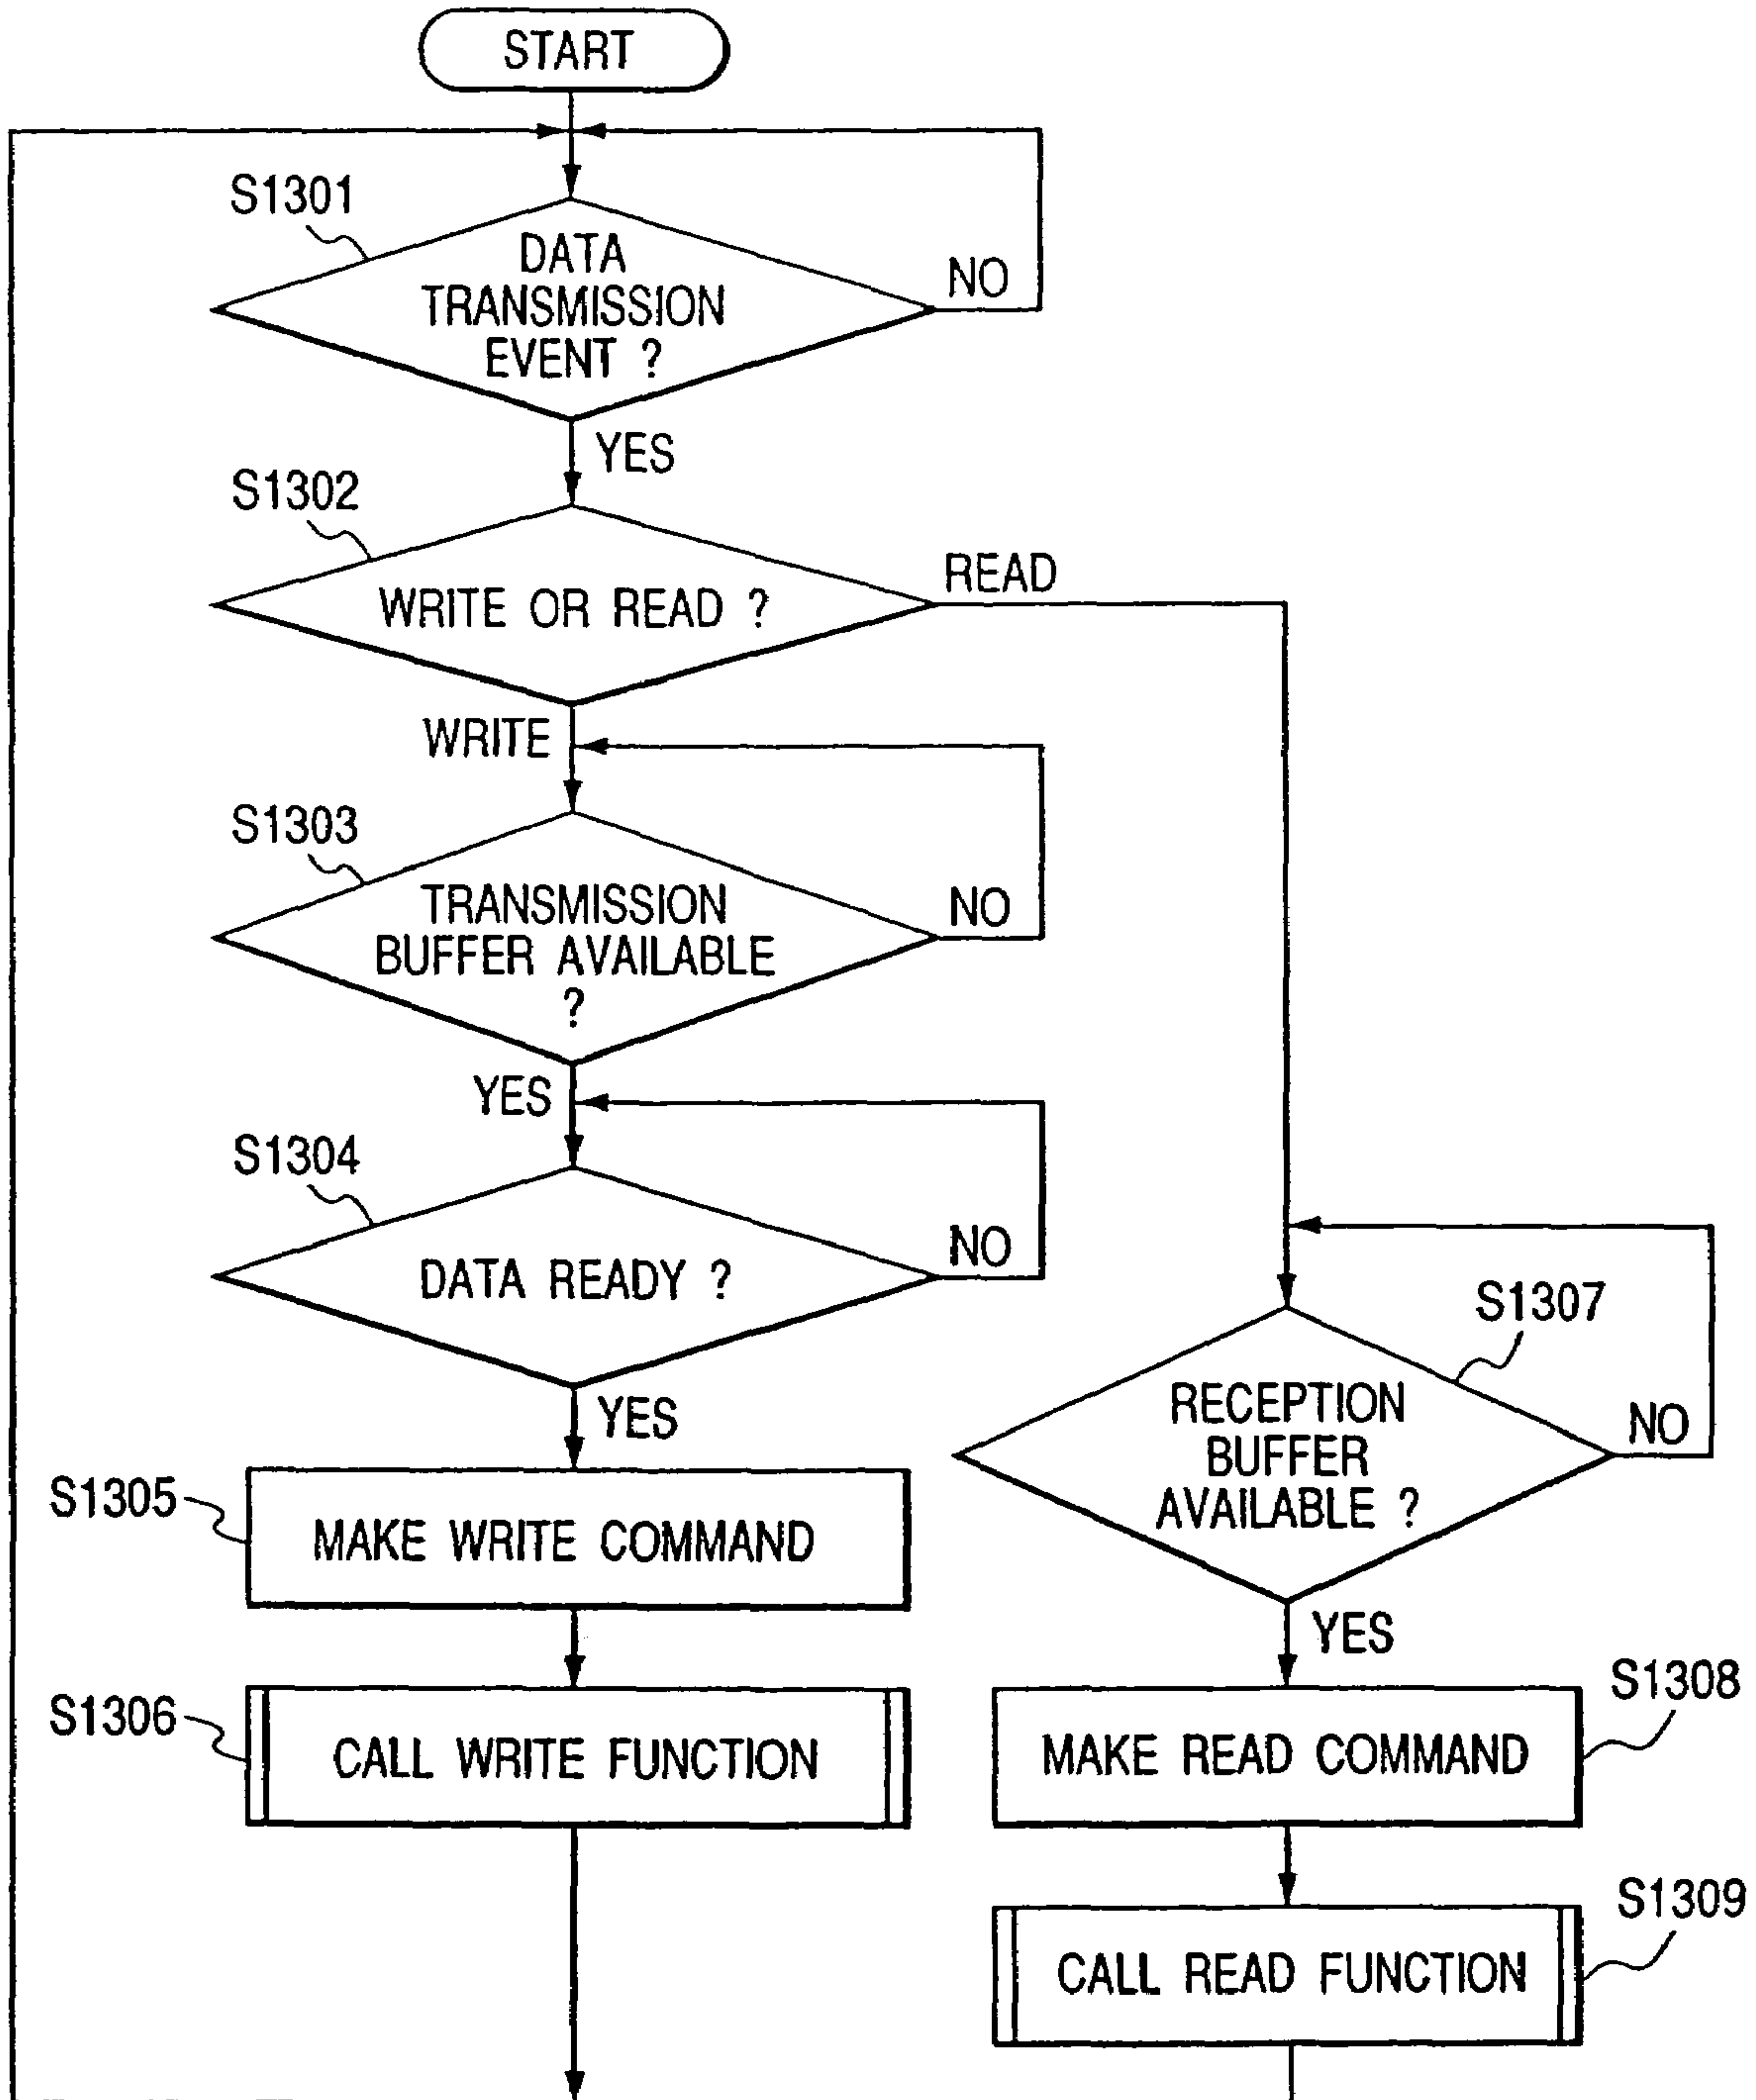 START
S1301
DATA
TRANSMISSION
EVENT ?
NO
YES
S1302
WRITE OR READ ?
READ
WRITE
S1303
TRANSMISSION
BUFFER AVAILABLE
?
NO
YES
S1304
DATA READY ?
NO
YES
S1307
RECEPTION
BUFFER
AVAILABLE ?
NO
YES
S1305
MAKE WRITE COMMAND
S1306
CALL WRITE FUNCTION
S1308
MAKE READ COMMAND
S1309
CALL READ FUNCTION